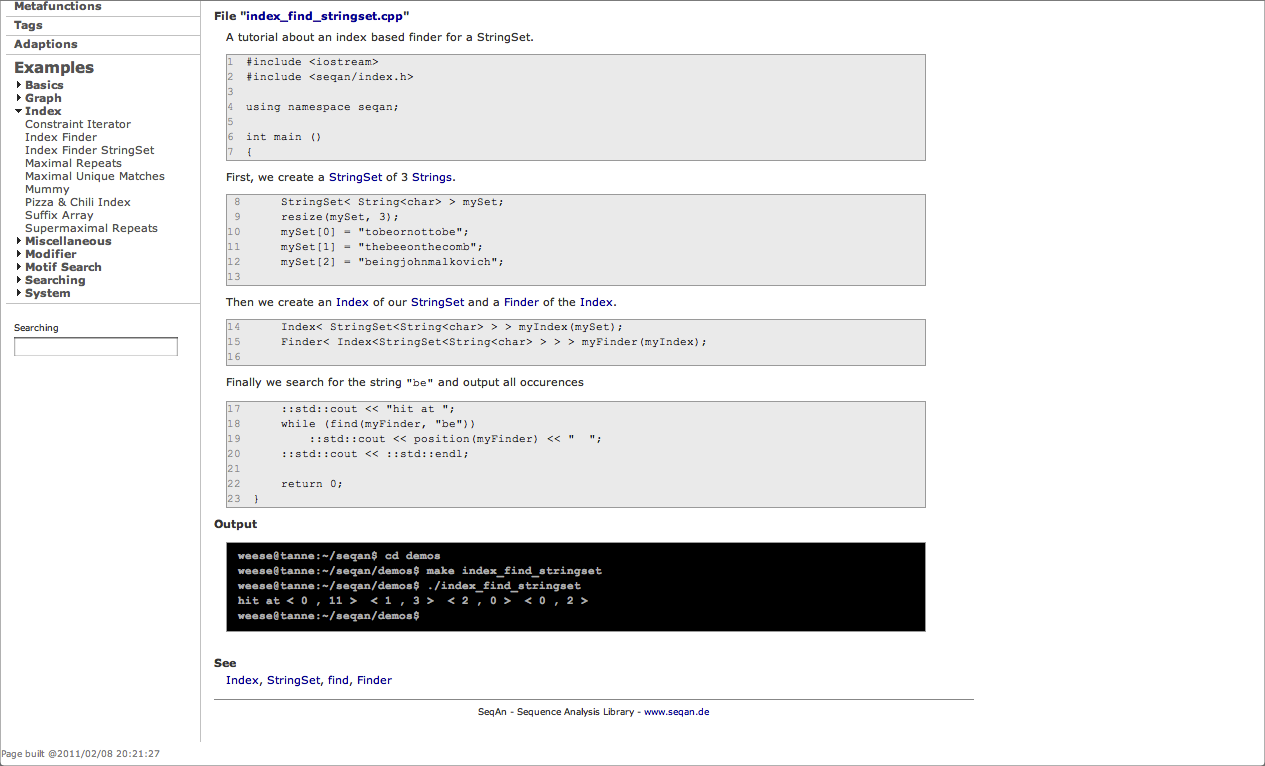 Metafunctions
Tags
Adaptions
Examples
Basics
Graph
Index
Constraint Iterator
Index Finder
Index Finder StringSet
Maximal Repeats
Maximal Unique Matches
Mummy
Pizza & Chili Index
Suffix Array
Supermaximal Repeats
Miscellaneous
Modifier
Motif Search
Searching
System
Searching
File "index_find_stringset.cpp"
A tutorial about an index based finder for a StringSet.
1 #include <iostream>
2 #include <seqan/index.h>
3
4 using namespace seqan;
5
6 int main ()
7 {
First, we create a StringSet of 3 Strings.
8 StringSet< String<char> > mySet;
9 resize(mySet, 3);
10 mySet[0] = "tobeornottobe";
11 mySet[1] = "thebeeonthecomb";
12 mySet[2] = "beingjohnmalkovich";
13
Then we create an Index of our StringSet and a Finder of the Index.
14 Index< StringSet<String<char> > > myIndex(mySet);
15 Finder< Index<StringSet<String<char> > > > myFinder(myIndex);
16
Finally we search for the string "be" and output all occurences
17 ::std::cout << "hit at ";
18 while (find(myFinder, "be"))
19 ::std::cout << position(myFinder) << "  ";
20 ::std::cout << ::std::endl;
21
22 return 0;
23 }
Output
weese@tanne:~/seqan$ cd demos
weese@tanne:~/seqan/demos$ make index_find_stringset
weese@tanne:~/seqan/demos$ ./index_find_stringset
hit at < 0 , 11 >  < 1 , 3 >  < 2 , 0 >  < 0 , 2 >
weese@tanne:~/seqan/demos$
See
Index, StringSet, find, Finder
SeqAn - Sequence Analysis Library - www.seqan.de
Page built @2011/02/08 20:21:27